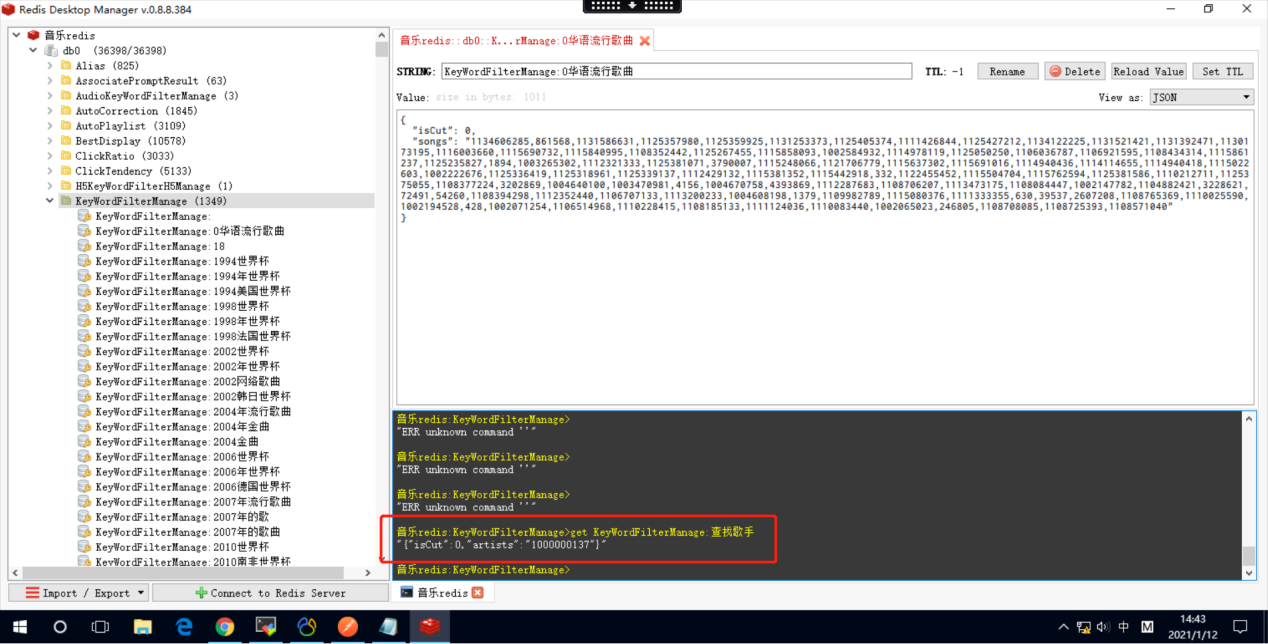 Redis Desktop Manager v.0.8.8.384
音乐redis
db0 (36398/36398)
Alias (825)
AssociatePromptResult (63)
AudioKeyWordFilterManage (3)
AutoCorrection (1845)
AutoPlaylist (3109)
BestDisplay (10578)
ClickRatio (3033)
ClickTendency (5133)
H5KeyWordFilterH5Manage (1)
KeyWordFilterManage (1349)
KeyWordFilterManage:
KeyWordFilterManage:0华语流行歌曲
KeyWordFilterManage:18
KeyWordFilterManage:1994世界杯
KeyWordFilterManage:1994年世界杯
KeyWordFilterManage:1994美国世界杯
KeyWordFilterManage:1998世界杯
KeyWordFilterManage:1998年世界杯
KeyWordFilterManage:1998法国世界杯
KeyWordFilterManage:2002世界杯
KeyWordFilterManage:2002年世界杯
KeyWordFilterManage:2002网络歌曲
KeyWordFilterManage:2002韩日世界杯
KeyWordFilterManage:2004年流行歌曲
KeyWordFilterManage:2004年金曲
KeyWordFilterManage:2004金曲
KeyWordFilterManage:2006世界杯
KeyWordFilterManage:2006年世界杯
KeyWordFilterManage:2006德国世界杯
KeyWordFilterManage:2007年流行歌曲
KeyWordFilterManage:2007年的歌
KeyWordFilterManage:2007年的歌曲
KeyWordFilterManage:2010世界杯
KeyWordFilterManage:2010南非世界杯
Import / Export
Connect to Redis Server
音乐redis::db0::K...rManage:0华语流行歌曲
STRING: KeyWordFilterManage:0华语流行歌曲 TTL: -1 Rename Delete Reload Value Set TTL
Value: size in bytes: 1011 View as: JSON
{
"isCut": 0,
"songs": "1134606285,861568,1131586631,1125357980,1125359925,1131253373,1125405374,1111426844,1125427212,1134122225,1131521421,1131392471,1130
173195,1116003660,1115690732,1115840995,1108352442,1125267455,1115858093,1002584932,1114978119,1125050250,1106036787,1106921595,1108434314,1115861
237,1125235827,1894,1003265302,1112321333,1125381071,3790007,1115248066,1121706779,1115637302,1115691016,1114940436,1114114655,1114940418,1115022
603,1002222676,1125336419,1125318961,1125339137,1112429132,1115381352,1115442918,332,1122455452,1115504704,1115762594,1125381586,1110212711,11253
75055,1108377224,3202869,1004640100,1003470981,4156,1004670758,4393869,1112287683,1108706207,1113473175,1108084447,1002147782,1104882421,3228621,
72491,54260,1108394298,1112352440,1106707133,1113200233,1004608198,1379,1109982789,1115080376,1111333355,630,39537,2607208,1108765369,1110025590,
1002194528,428,1002071254,1106514968,1110228415,1108185133,1111124036,1110083440,1002065023,246805,1108708085,1108725393,1108571040"
}
音乐redis:KeyWordFilterManage>
"ERR unknown command ''"
音乐redis:KeyWordFilterManage>
"ERR unknown command ''"
音乐redis:KeyWordFilterManage>
"ERR unknown command ''"
音乐redis:KeyWordFilterManage>get KeyWordFilterManage:查找歌手
"{"isCut":0,"artists":"1000000137"}"
音乐redis:KeyWordFilterManage>
音乐redis
中
M
14:43
2021/1/12